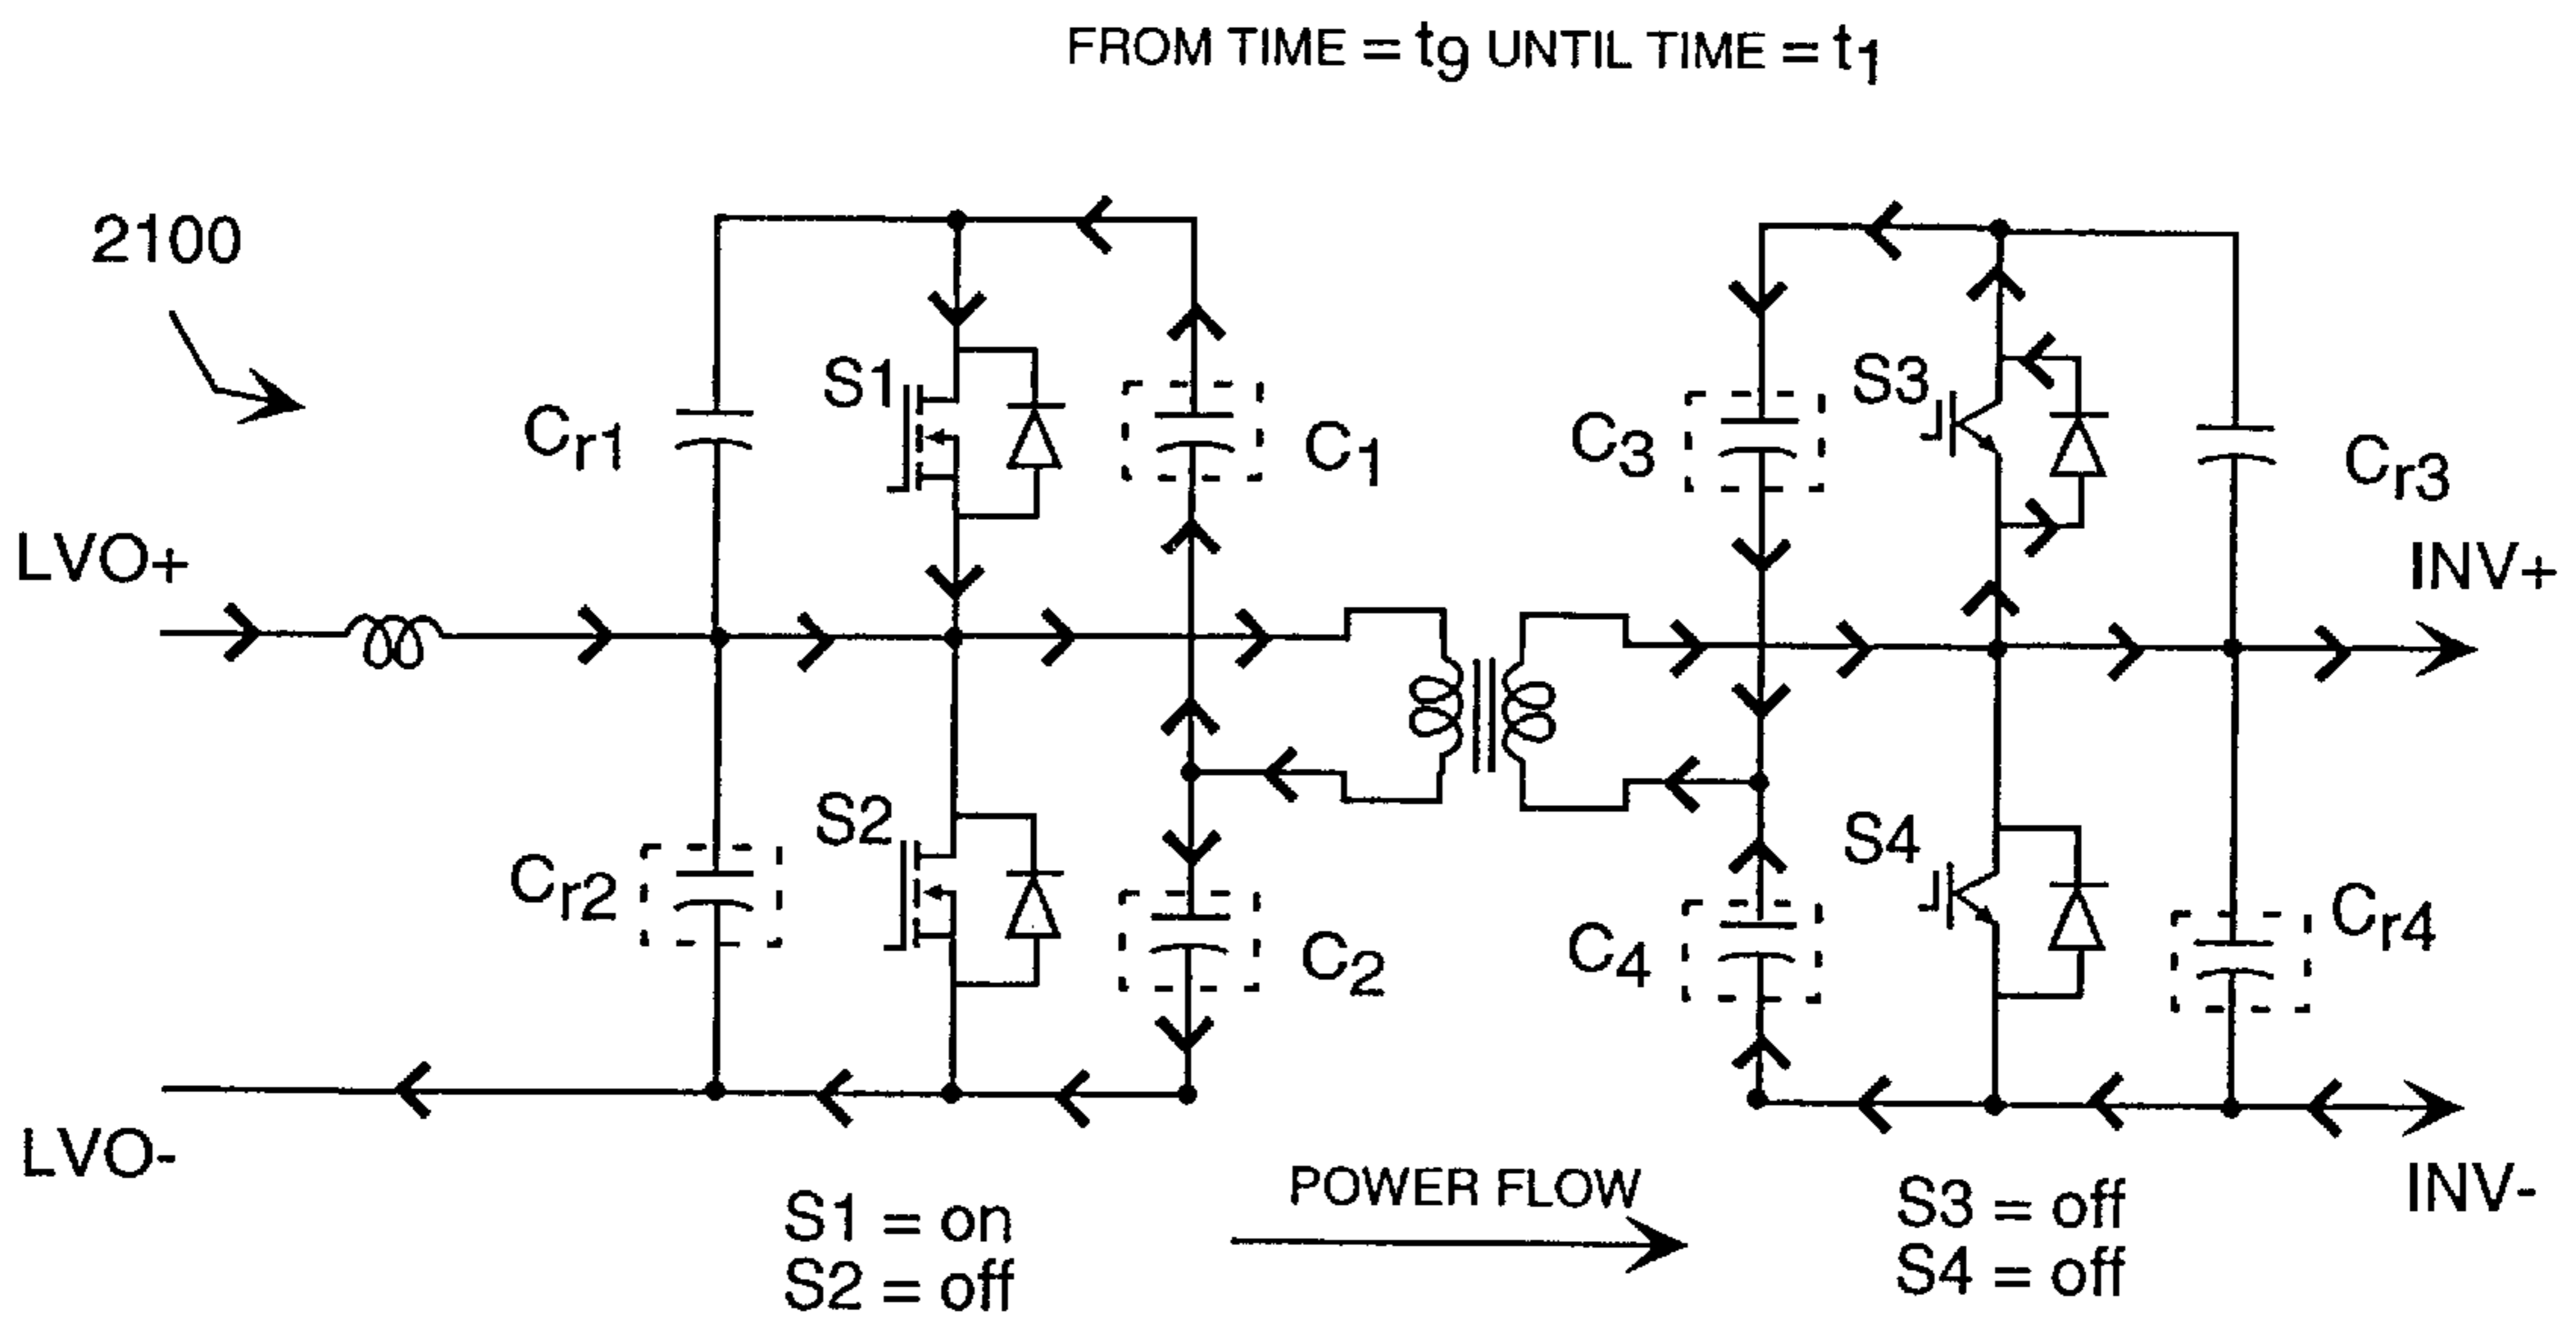 FROM TIME = t9 UNTIL TIME = t1
2100
Cr1
S1
C1
C3
S3
Cr3
LVO+
INV+
Cr2
S2
C2
C4
S4
Cr4
LVO-
INV-
POWER FLOW
S1 = on
S2 = off
S3 = off
S4 = off